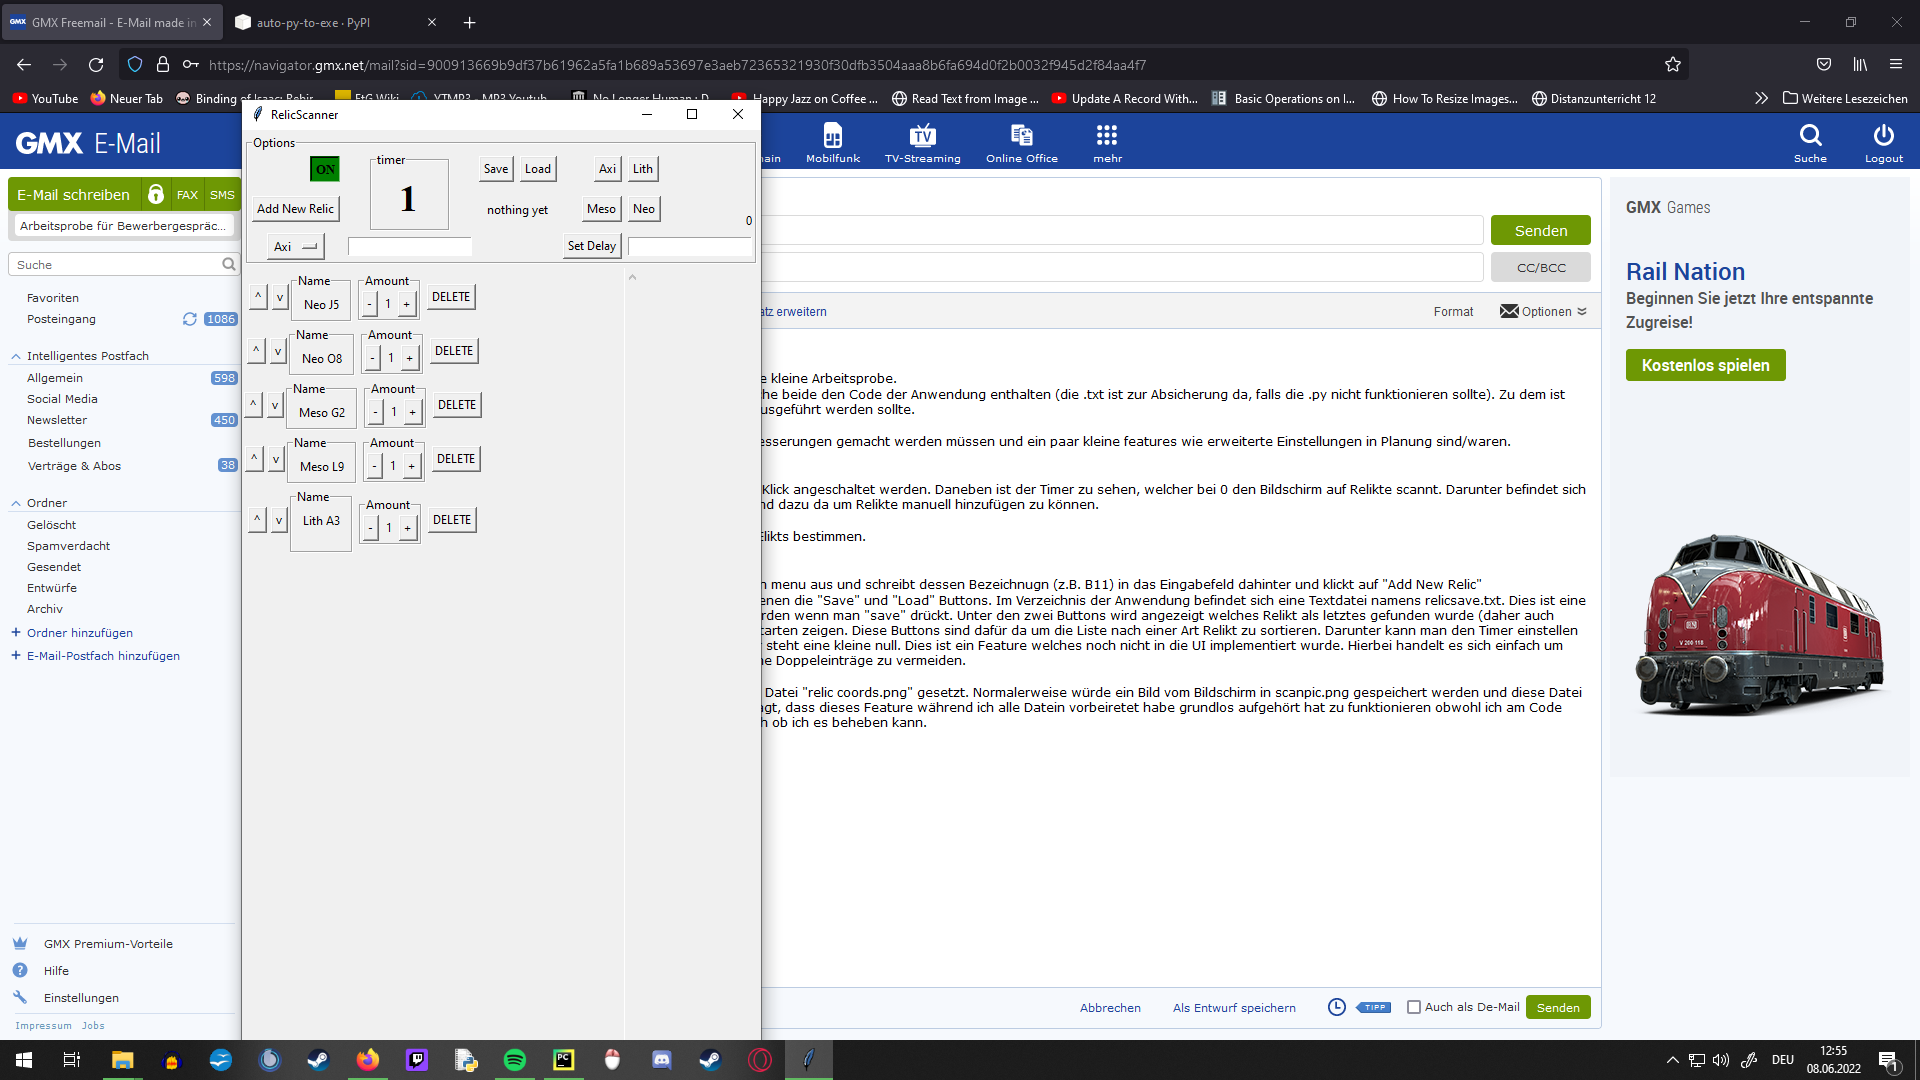 GMX Freemail - E-Mail made in
auto-py-to-exe · PyPI
https://navigator.gmx.net/mail?sid=900913669b9df37b61962a5fa1b689a53697e3aeb72365321930f30dfb3504aaa8b6fa694d0f2b0032f945d2f84aa4f7
YouTube
Neuer Tab
Binding of Isaac: Rebir
EtG Wiki
YTMP3 - MP3 Youtub
No Longer Human : D
Happy Jazz on Coffee ...
Read Text from Image ...
Update A Record With...
Basic Operations on I...
How To Resize Images...
Distanzunterricht 12
Weitere Lesezeichen
GMX E-Mail
main
Mobilfunk
TV-Streaming
Online Office
mehr
Suche
Logout
E-Mail schreiben
FAX
SMS
Arbeitsprobe für Bewerbergespräc...
Suche
Favoriten
Posteingang
1086
Intelligentes Postfach
Allgemein
598
Social Media
Newsletter
450
Bestellungen
Verträge & Abos
38
Ordner
Gelöscht
Spamverdacht
Gesendet
Entwürfe
Archiv
Ordner hinzufügen
E-Mail-Postfach hinzufügen
GMX Premium-Vorteile
Hilfe
Einstellungen
Impressum Jobs
RelicScanner
Options
ON
timer
1
Save
Load
Axi
Lith
Add New Relic
nothing yet
Meso
Neo
0
Axi
Set Delay
Name
Amount
^ v Neo J5 - 1 + DELETE
Name
Amount
^ v Neo O8 - 1 + DELETE
Name
Amount
^ v Meso G2 - 1 + DELETE
Name
Amount
^ v Meso L9 - 1 + DELETE
Name
Amount
^ v Lith A3 - 1 + DELETE
Senden
CC/BCC
atz erweitern
Format
Optionen
e kleine Arbeitsprobe.
che beide den Code der Anwendung enthalten (die .txt ist zur Absicherung da, falls die .py nicht funktionieren sollte). Zu dem ist
usgeführt werden sollte.
esserungen gemacht werden müssen und ein paar kleine features wie erweiterte Einstellungen in Planung sind/waren.
Klick angeschaltet werden. Daneben ist der Timer zu sehen, welcher bei 0 den Bildschirm auf Relikte scannt. Darunter befindet sich
nd dazu da um Relikte manuell hinzufügen zu können.
Elikts bestimmen.
n menu aus und schreibt dessen Bezeichnugn (z.B. B11) in das Eingabefeld dahinter und klickt auf "Add New Relic"
enen die "Save" und "Load" Buttons. Im Verzeichnis der Anwendung befindet sich eine Textdatei namens relicsave.txt. Dies ist eine
rden wenn man "save" drückt. Unter den zwei Buttons wird angezeigt welches Relikt als letztes gefunden wurde (daher auch
tarten zeigen. Diese Buttons sind dafür da um die Liste nach einer Art Relikt zu sortieren. Darunter kann man den Timer einstellen
r steht eine kleine null. Dies ist ein Feature welches noch nicht in die UI implementiert wurde. Hierbei handelt es sich einfach um
ne Doppeleinträge zu vermeiden.
Datei "relic coords.png" gesetzt. Normalerweise würde ein Bild vom Bildschirm in scanpic.png gespeichert werden und diese Datei
agt, dass dieses Feature während ich alle Datein vorbeiretet habe grundlos aufgehört hat zu funktionieren obwohl ich am Code
h ob ich es beheben kann.
Abbrechen
Als Entwurf speichern
TIPP
Auch als De-Mail
Senden
GMX Games
Rail Nation
Beginnen Sie jetzt Ihre entspannte
Zugreise!
Kostenlos spielen
V 200 118
DEU
12:55
08.06.2022
1